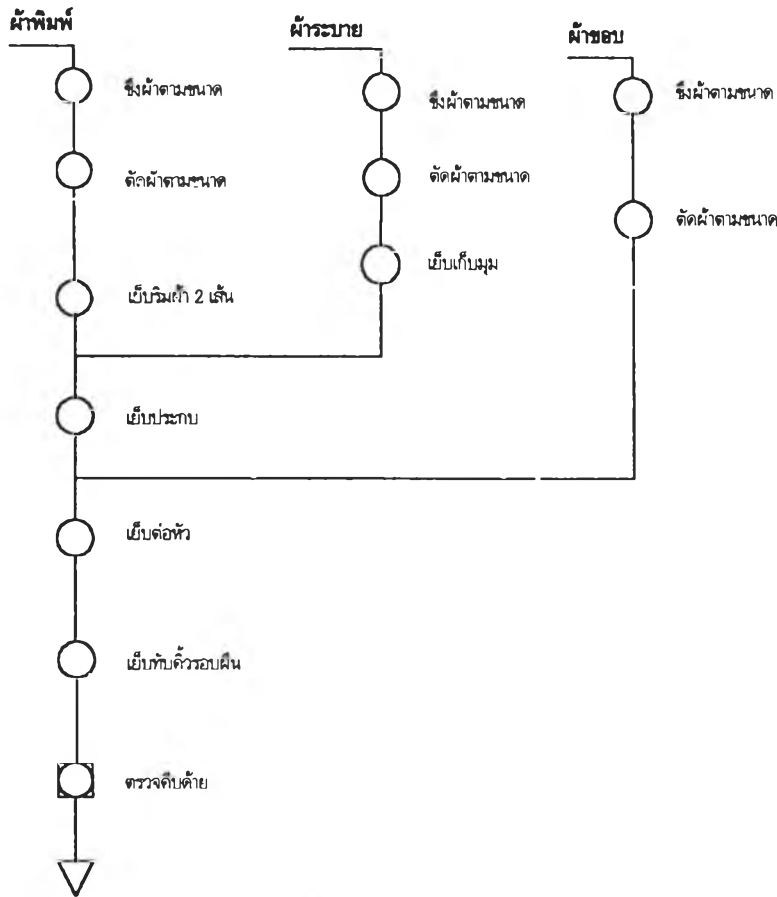 ผ้าพิมพ์
ขึงผ้าตามขนาด
ตัดผ้าตามขนาด
เย็บริมผ้า 2 เส้น
เย็บประกบ
เย็บต่อหัว
เย็บทับคิ้วรอบผืน
ตรวจคีบด้าย
ผ้าระบาย
ขึงผ้าตามขนาด
ตัดผ้าตามขนาด
เย็บเก็บมุม
ผ้าขอบ
ขึงผ้าตามขนาด
ตัดผ้าตามขนาด